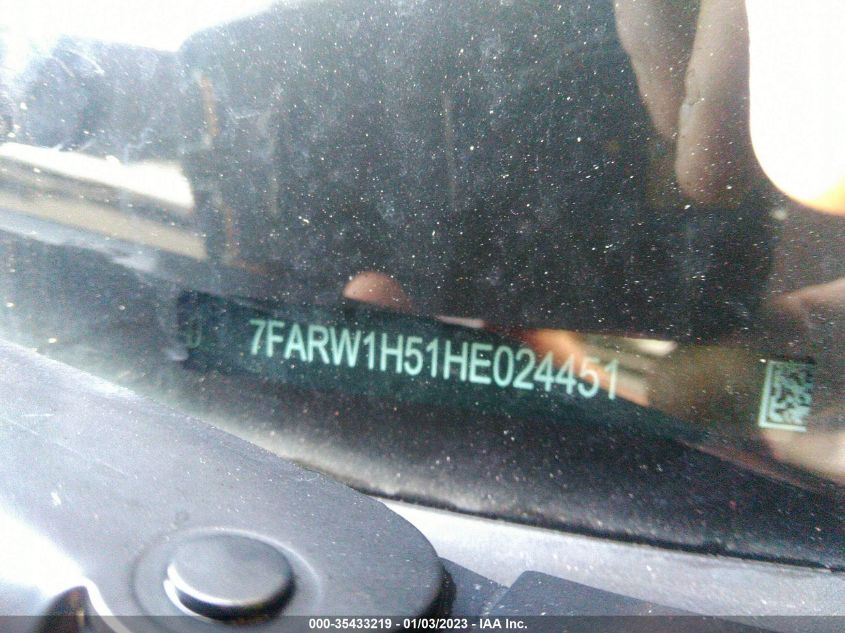 7FARW1H51HE024451
000-35433219 - 01/03/2023 - IAA Inc.